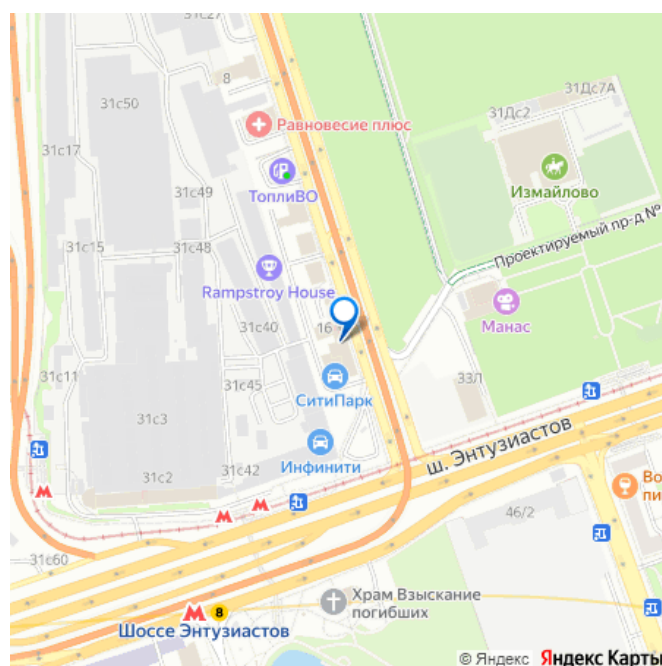 31с27
31с50
8
31Дс7А
31Дс2
Равновесие плюс
31с17
Измайлово
31с49
ТоплиВО
Проектируемый пр-д №
31с15
31с48
Rampstroy House
Манас
16
31с40
31с11
33Л
31с45
СитиПарк
31с3
ш. Энтузиастов
31с42
Инфинити
31с2
Во
пи
46/2
31с60
8
Храм Взыскание
погибших
Шоссе Энтузиастов
© Яндекс Яндекс Карты